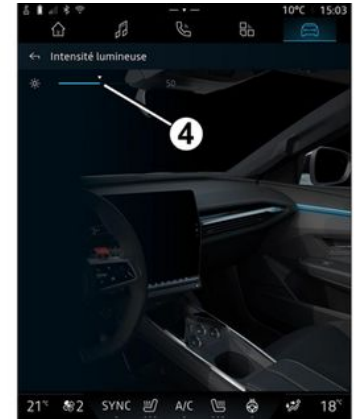 10°C 15:03
Intensité lumineuse
50
4
21°C 2 SYNC A/C 18°C